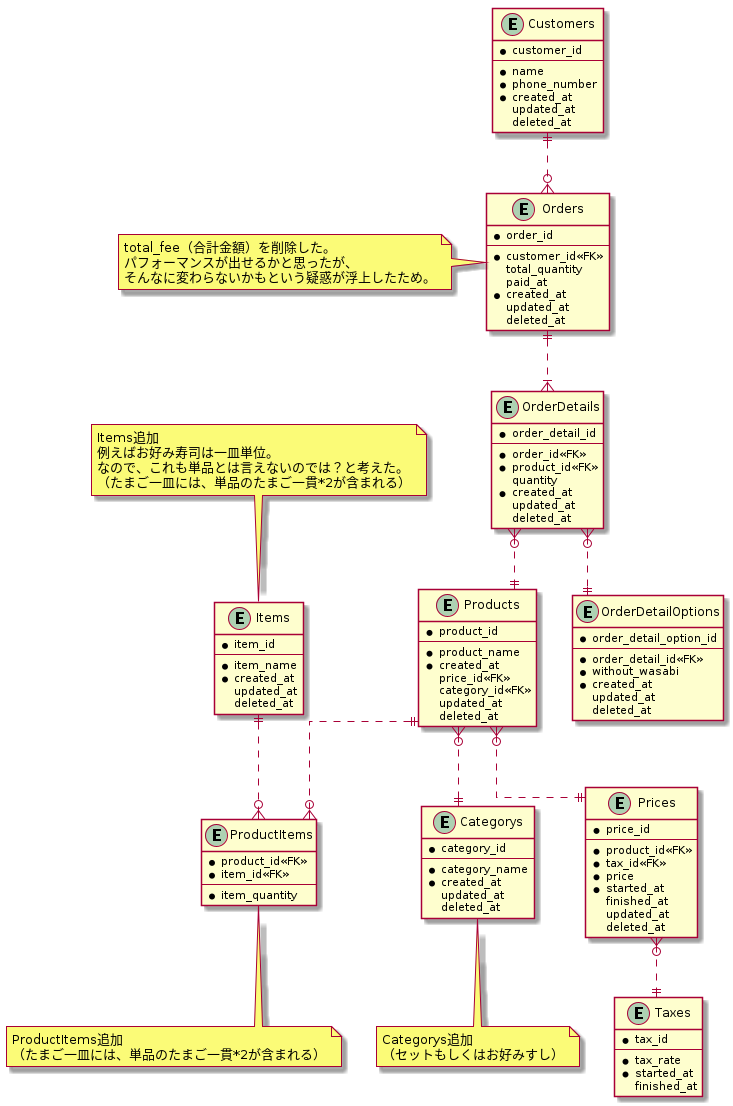 E Customers
customer_id
name
phone_number
created_at
updated_at
deleted_at
E Orders
order_id
customer_id«FK»
total_quantity
paid_at
created_at
updated_at
deleted_at
total_fee（合計金額）を削除した。
パフォーマンスが出せるかと思ったが、
そんなに変わらないかもという疑惑が浮上したため。
E OrderDetails
order_detail_id
order_id«FK»
product_id«FK»
quantity
created_at
updated_at
deleted_at
Items追加
例えばお好み寿司は一皿単位。
なので、これも単品とは言えないのでは？と考えた。
（たまご一皿には、単品のたまご一貫*2が含まれる）
E Items
item_id
item_name
created_at
updated_at
deleted_at
E Products
product_id
product_name
created_at
price_id«FK»
category_id«FK»
updated_at
deleted_at
E OrderDetailOptions
order_detail_option_id
order_detail_id«FK»
without_wasabi
created_at
updated_at
deleted_at
E ProductItems
product_id«FK»
item_id«FK»
item_quantity
E Categorys
category_id
category_name
created_at
updated_at
deleted_at
E Prices
price_id
product_id«FK»
tax_id«FK»
price
started_at
finished_at
updated_at
deleted_at
ProductItems追加
（たまご一皿には、単品のたまご一貫*2が含まれる）
Categorys追加
（セットもしくはお好みすし）
E Taxes
tax_id
tax_rate
started_at
finished_at